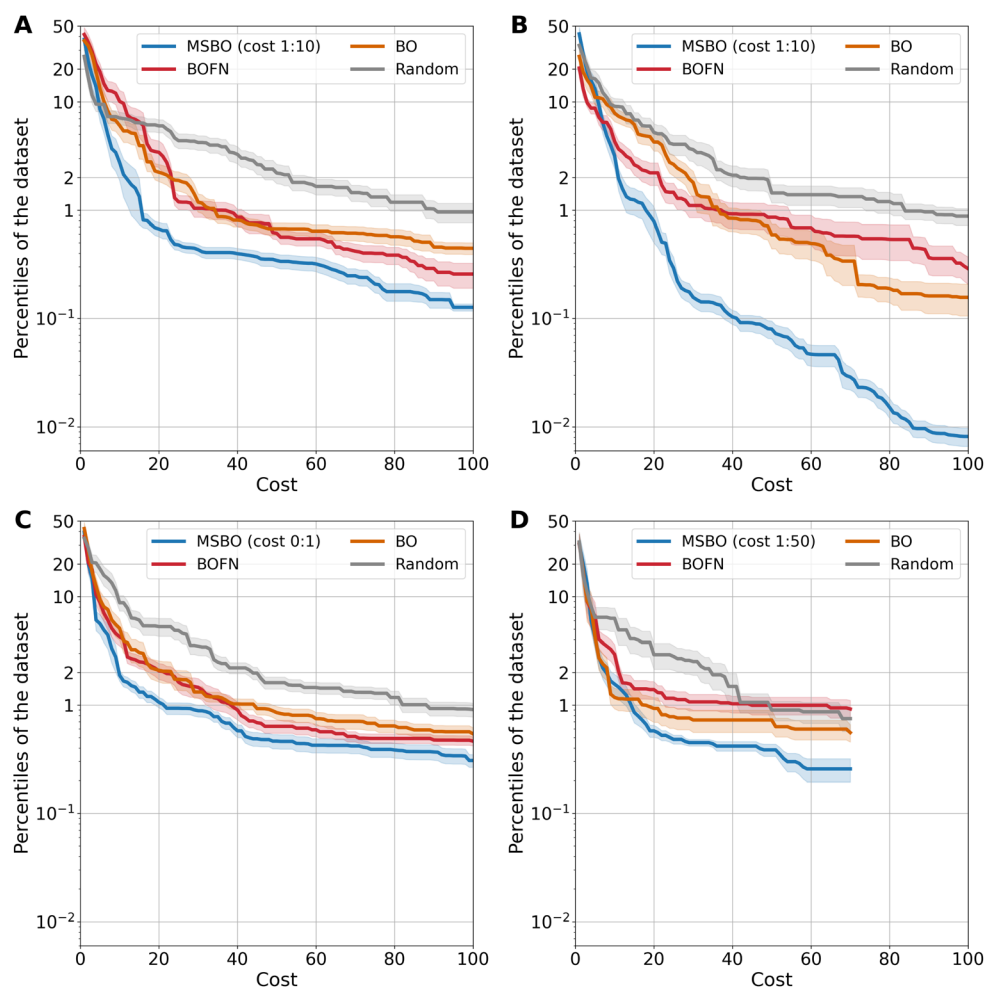 A
MSBO (cost 1:10)
BOFN
BO
Random
Percentiles of the dataset
50
20
10
2
1
10⁻¹
10⁻²
0 20 40 60 80 100
Cost
B
MSBO (cost 1:10)
BOFN
BO
Random
Percentiles of the dataset
50
20
10
2
1
10⁻¹
10⁻²
0 20 40 60 80 100
Cost
C
MSBO (cost 0:1)
BOFN
BO
Random
Percentiles of the dataset
50
20
10
2
1
10⁻¹
10⁻²
0 20 40 60 80 100
Cost
D
MSBO (cost 1:50)
BOFN
BO
Random
Percentiles of the dataset
50
20
10
2
1
10⁻¹
10⁻²
0 20 40 60 80 100
Cost